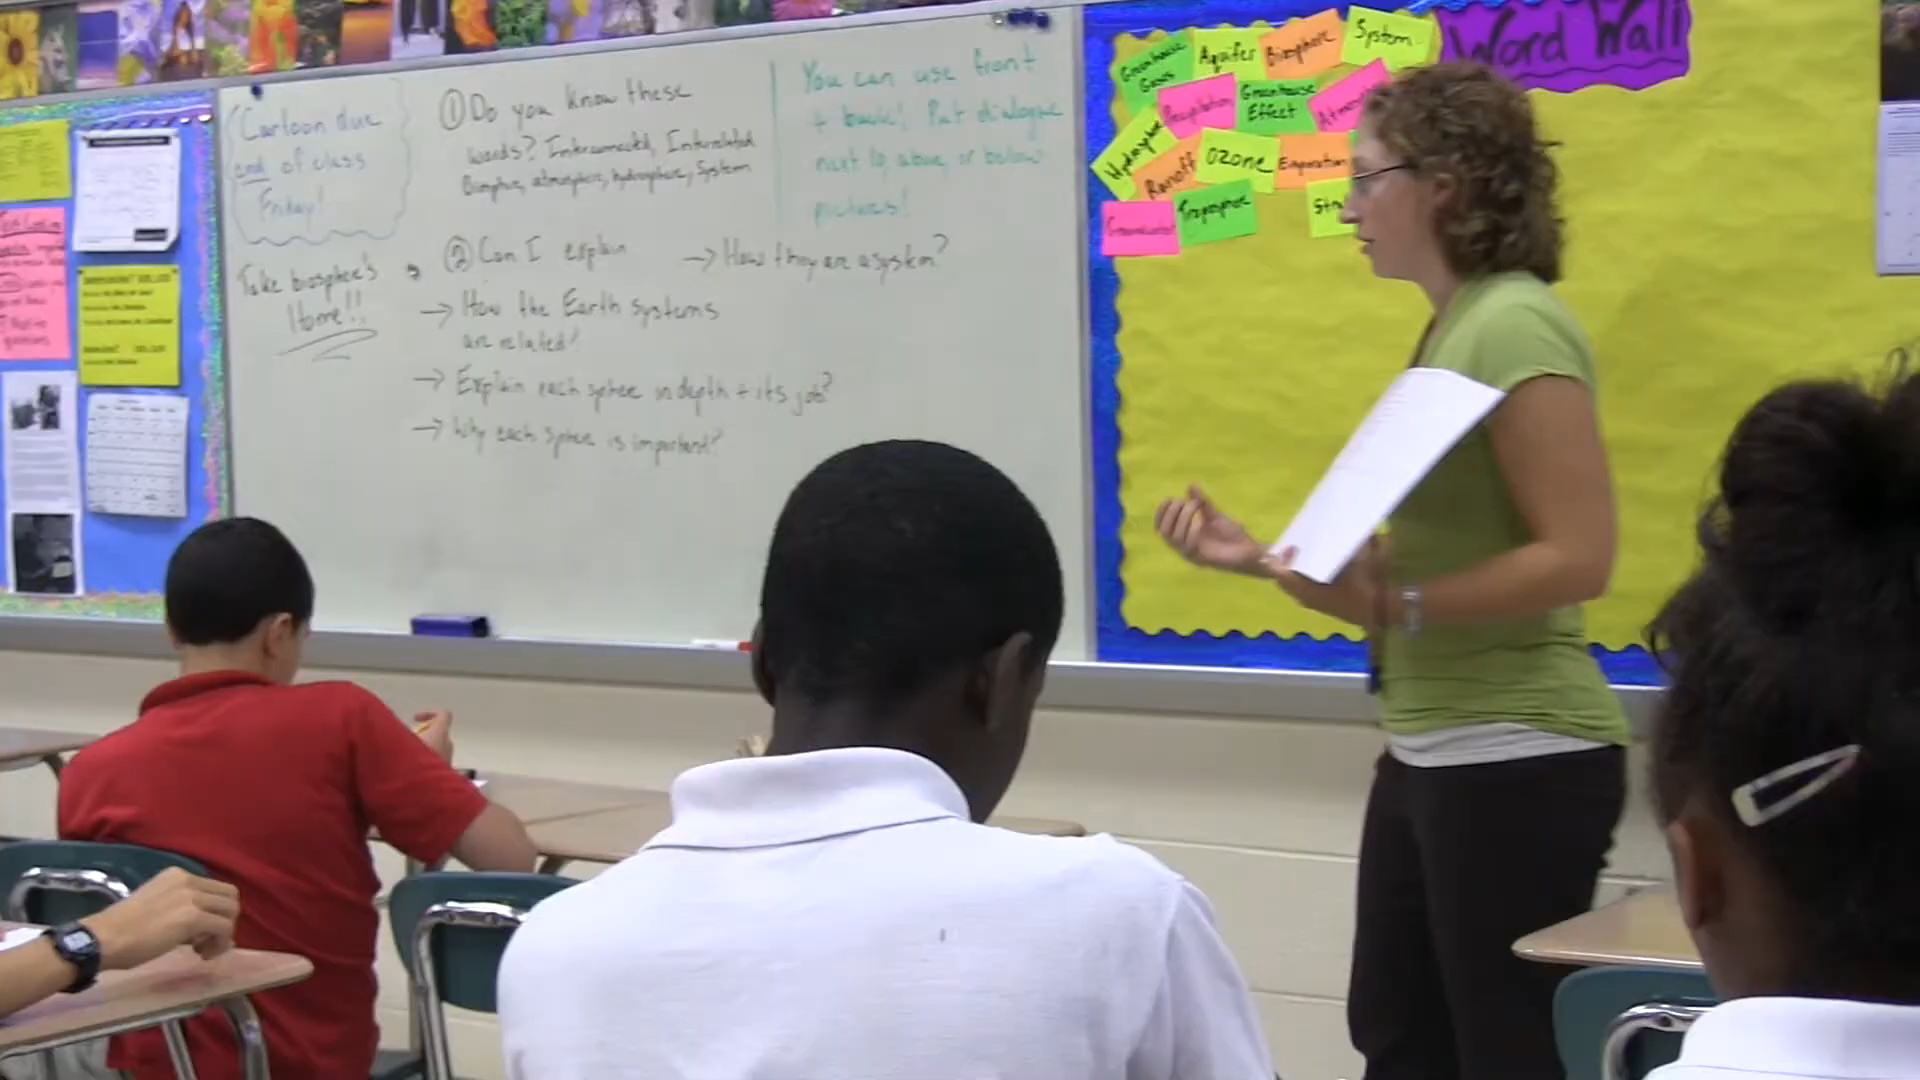 Cartoon due
end of class
Friday!
Take biosphere's
Home!!
① Do you know these
words? Interconnected, Interrelated
Biosphere, atmosphere, hydrosphere, System
② Can I explain
→ How the Earth systems
are related?
→ Explain each sphere in depth + its job?
→ Why each sphere is important?
→ How they are a system?
You can use front
+ back! Put dialogue
next to, above, or below
pictures!
Word Wall
Greenhouse
Gases
Aquifer
Biosphere
System
Precipitation
Greenhouse
Effect
Hydrosphere
Runoff
Ozone
Evaporation
Groundwater
Troposphere